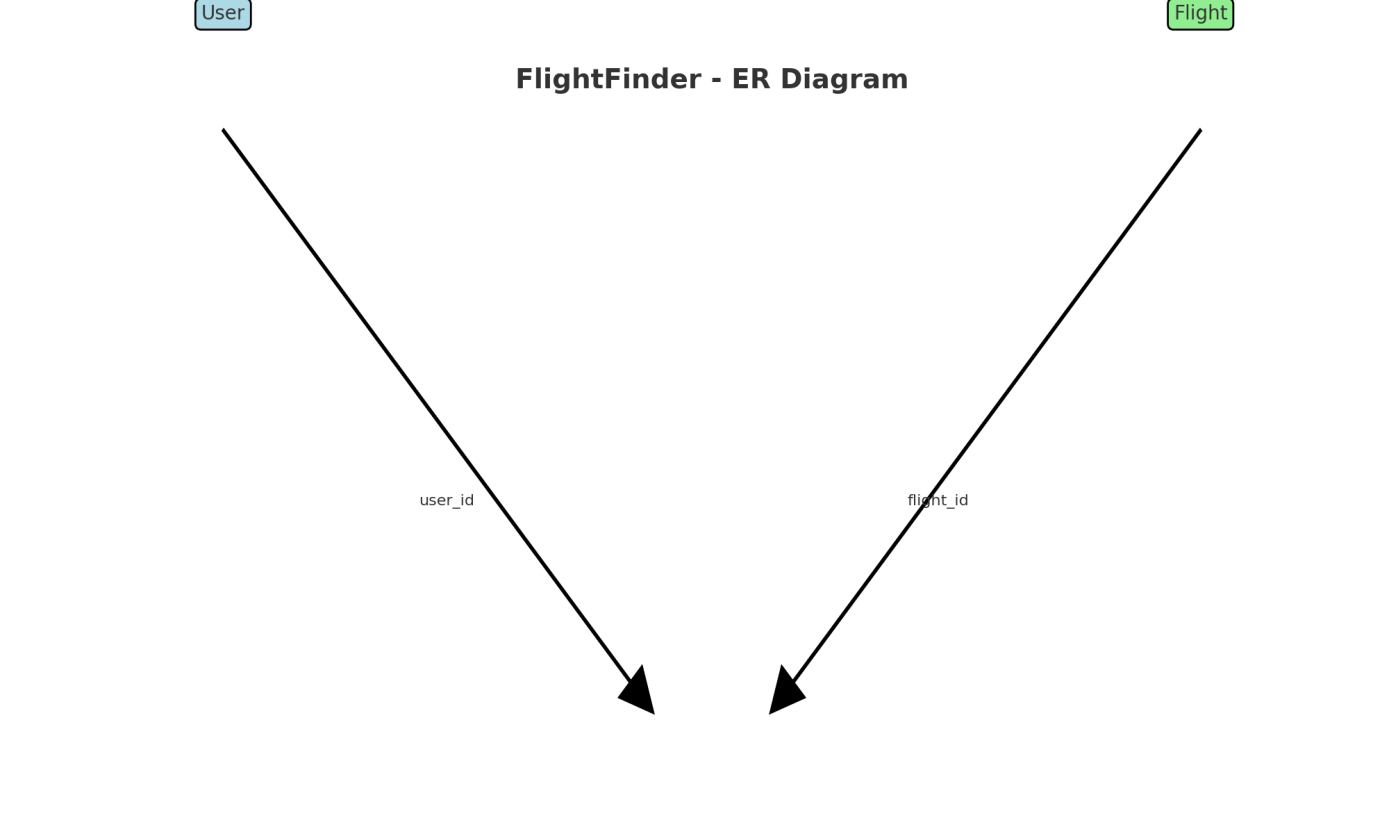 User
Flight
FlightFinder - ER Diagram
user_id
flight_id